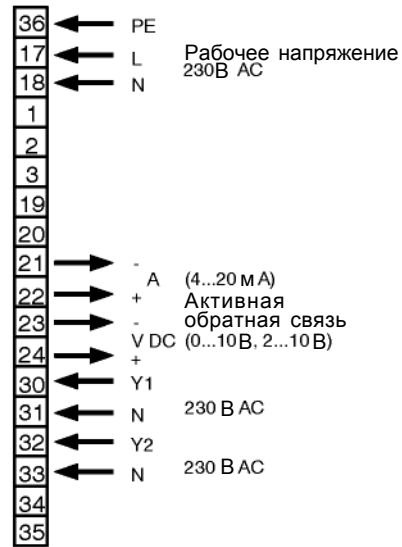 36 PE
17 L Рабочее напряжение
18 N 230В AC
1
2
3
19
20
21 -
A (4...20 мА)
22 + Активная
23 - обратная связь
V DC (0...10В, 2...10В)
24 +
30 Y1
31 N 230 В AC
32 Y2
33 N 230 В AC
34
35